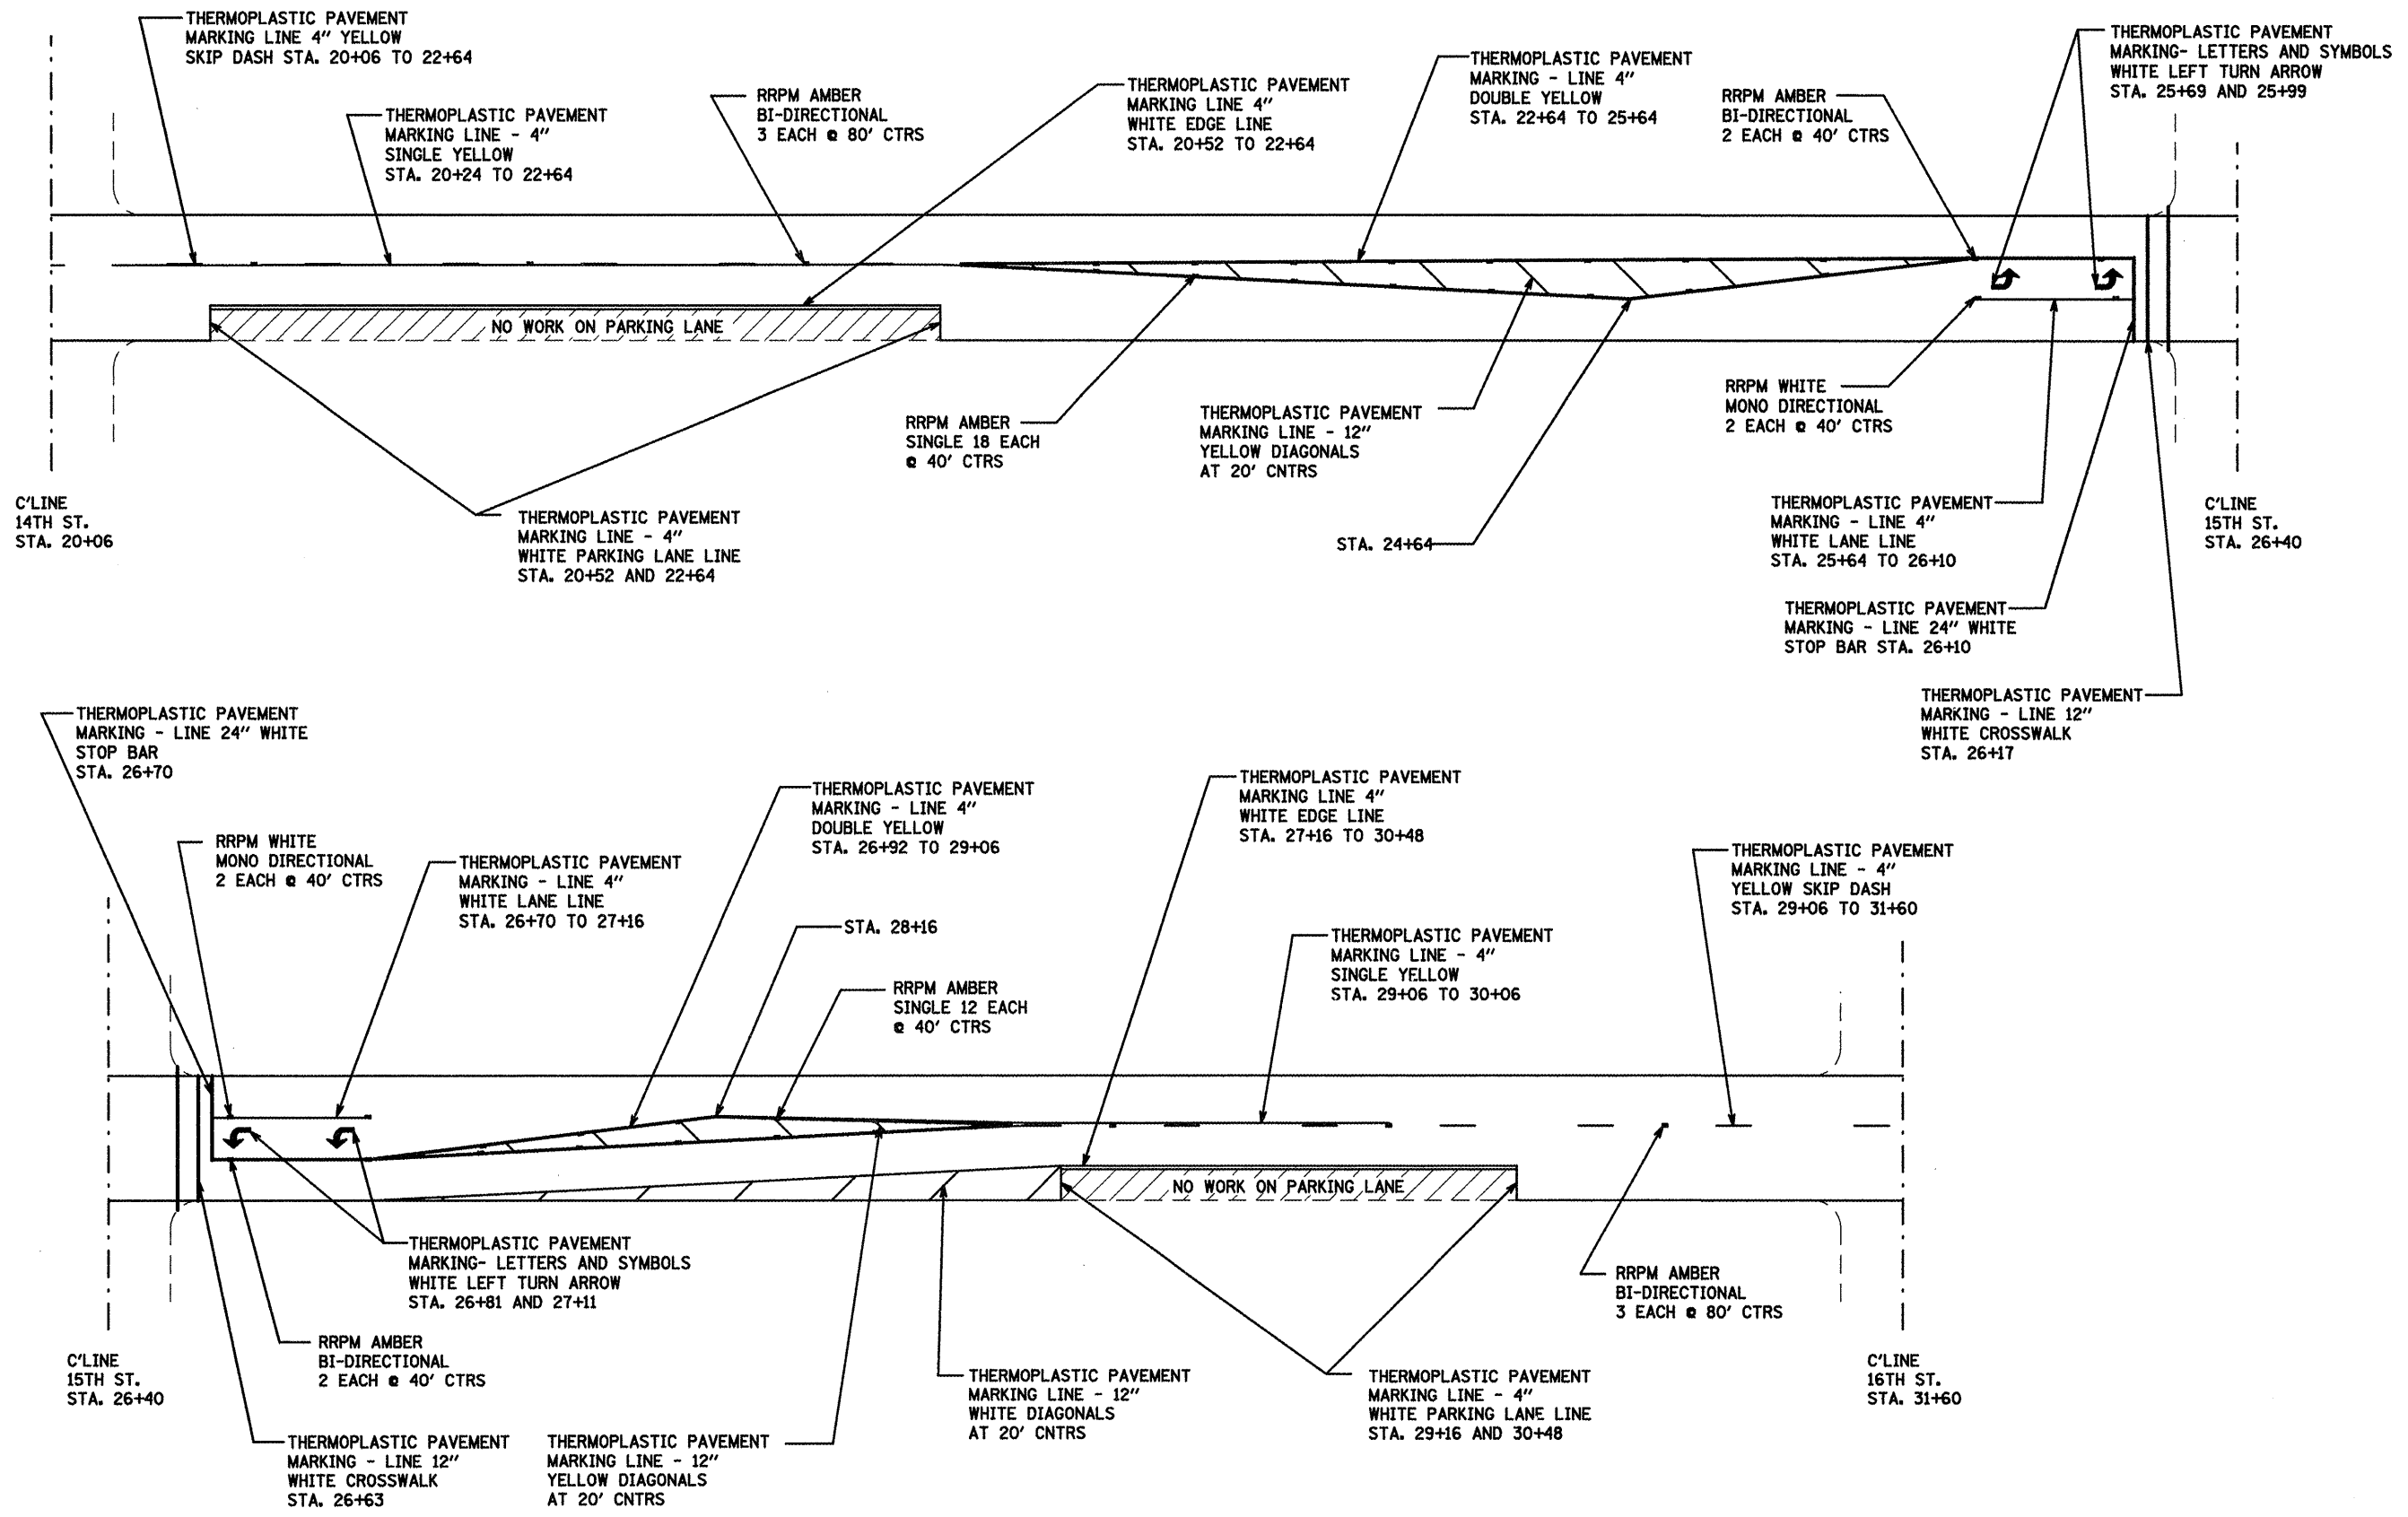 THERMOPLASTIC PAVEMENT
MARKING LINE 4" YELLOW
SKIP DASH STA. 20+06 TO 22+64
THERMOPLASTIC PAVEMENT
MARKING LINE - 4"
SINGLE YELLOW
STA. 20+24 TO 22+64
RRPM AMBER
BI-DIRECTIONAL
3 EACH @ 80' CTRS
THERMOPLASTIC PAVEMENT
MARKING LINE 4"
WHITE EDGE LINE
STA. 20+52 TO 22+64
THERMOPLASTIC PAVEMENT
MARKING - LINE 4"
DOUBLE YELLOW
STA. 22+64 TO 25+64
RRPM AMBER
BI-DIRECTIONAL
2 EACH @ 40' CTRS
THERMOPLASTIC PAVEMENT
MARKING- LETTERS AND SYMBOLS
WHITE LEFT TURN ARROW
STA. 25+69 AND 25+99
NO WORK ON PARKING LANE
C'LINE
14TH ST.
STA. 20+06
THERMOPLASTIC PAVEMENT
MARKING LINE - 4"
WHITE PARKING LANE LINE
STA. 20+52 AND 22+64
RRPM AMBER
SINGLE 18 EACH
@ 40' CTRS
THERMOPLASTIC PAVEMENT
MARKING LINE - 12"
YELLOW DIAGONALS
AT 20' CNTRS
STA. 24+64
RRPM WHITE
MONO DIRECTIONAL
2 EACH @ 40' CTRS
THERMOPLASTIC PAVEMENT
MARKING - LINE 4"
WHITE LANE LINE
STA. 25+64 TO 26+10
THERMOPLASTIC PAVEMENT
MARKING - LINE 24" WHITE
STOP BAR STA. 26+10
THERMOPLASTIC PAVEMENT
MARKING - LINE 12"
WHITE CROSSWALK
STA. 26+17
C'LINE
15TH ST.
STA. 26+40
THERMOPLASTIC PAVEMENT
MARKING - LINE 24" WHITE
STOP BAR
STA. 26+70
RRPM WHITE
MONO DIRECTIONAL
2 EACH @ 40' CTRS
THERMOPLASTIC PAVEMENT
MARKING - LINE 4"
WHITE LANE LINE
STA. 26+70 TO 27+16
THERMOPLASTIC PAVEMENT
MARKING - LINE 4"
DOUBLE YELLOW
STA. 26+92 TO 29+06
STA. 28+16
RRPM AMBER
SINGLE 12 EACH
@ 40' CTRS
THERMOPLASTIC PAVEMENT
MARKING LINE 4"
WHITE EDGE LINE
STA. 27+16 TO 30+48
THERMOPLASTIC PAVEMENT
MARKING LINE - 4"
SINGLE YELLOW
STA. 29+06 TO 30+06
THERMOPLASTIC PAVEMENT
MARKING LINE - 4"
YELLOW SKIP DASH
STA. 29+06 TO 31+60
NO WORK ON PARKING LANE
C'LINE
15TH ST.
STA. 26+40
THERMOPLASTIC PAVEMENT
MARKING- LETTERS AND SYMBOLS
WHITE LEFT TURN ARROW
STA. 26+81 AND 27+11
RRPM AMBER
BI-DIRECTIONAL
2 EACH @ 40' CTRS
THERMOPLASTIC PAVEMENT
MARKING - LINE 12"
WHITE CROSSWALK
STA. 26+63
THERMOPLASTIC PAVEMENT
MARKING LINE - 12"
YELLOW DIAGONALS
AT 20' CNTRS
THERMOPLASTIC PAVEMENT
MARKING LINE - 12"
WHITE DIAGONALS
AT 20' CNTRS
THERMOPLASTIC PAVEMENT
MARKING LINE - 4"
WHITE PARKING LANE LINE
STA. 29+16 AND 30+48
RRPM AMBER
BI-DIRECTIONAL
3 EACH @ 80' CTRS
C'LINE
16TH ST.
STA. 31+60